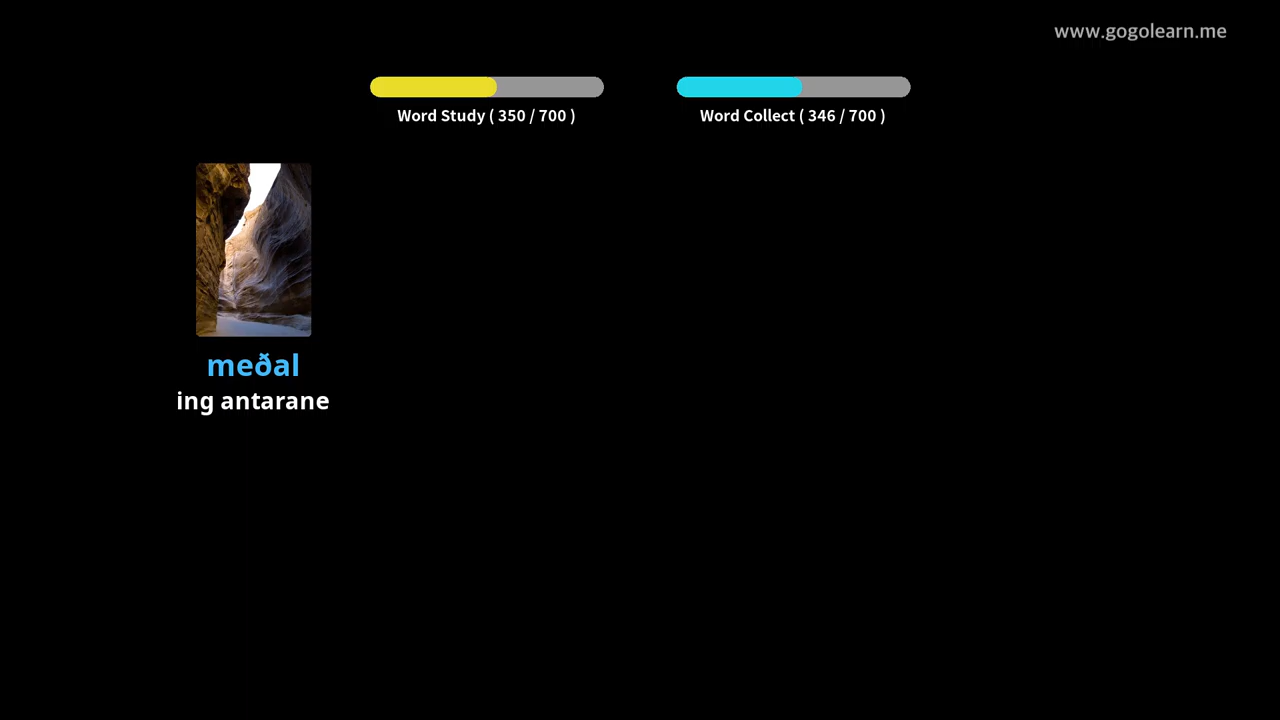 www.gogolearn.me
Word Study ( 350 / 700 )
Word Collect ( 346 / 700 )
meðal
ing antarane